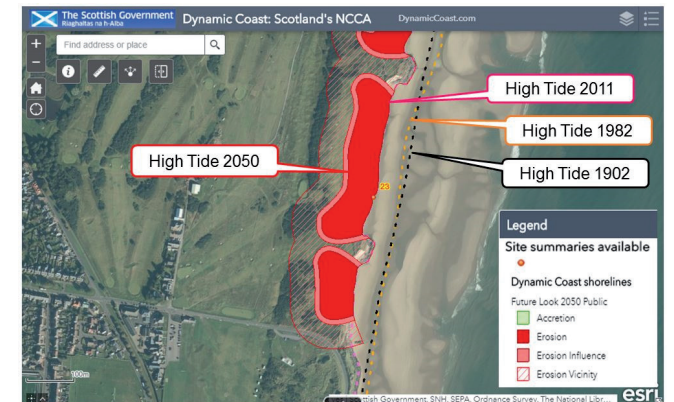 The Scottish Government
Riaghaltas na h-Alba
Dynamic Coast: Scotland's NCCA
DynamicCoast.com
Find address or place
High Tide 2011
High Tide 1982
High Tide 1902
High Tide 2050
23
Legend
Site summaries available
Dynamic Coast shorelines
Future Look 2050 Public
Accretion
Erosion
Erosion Influence
Erosion Vicinity
100m
Government, SNH, SEPA, Ordnance Survey, The National Libr...
esri